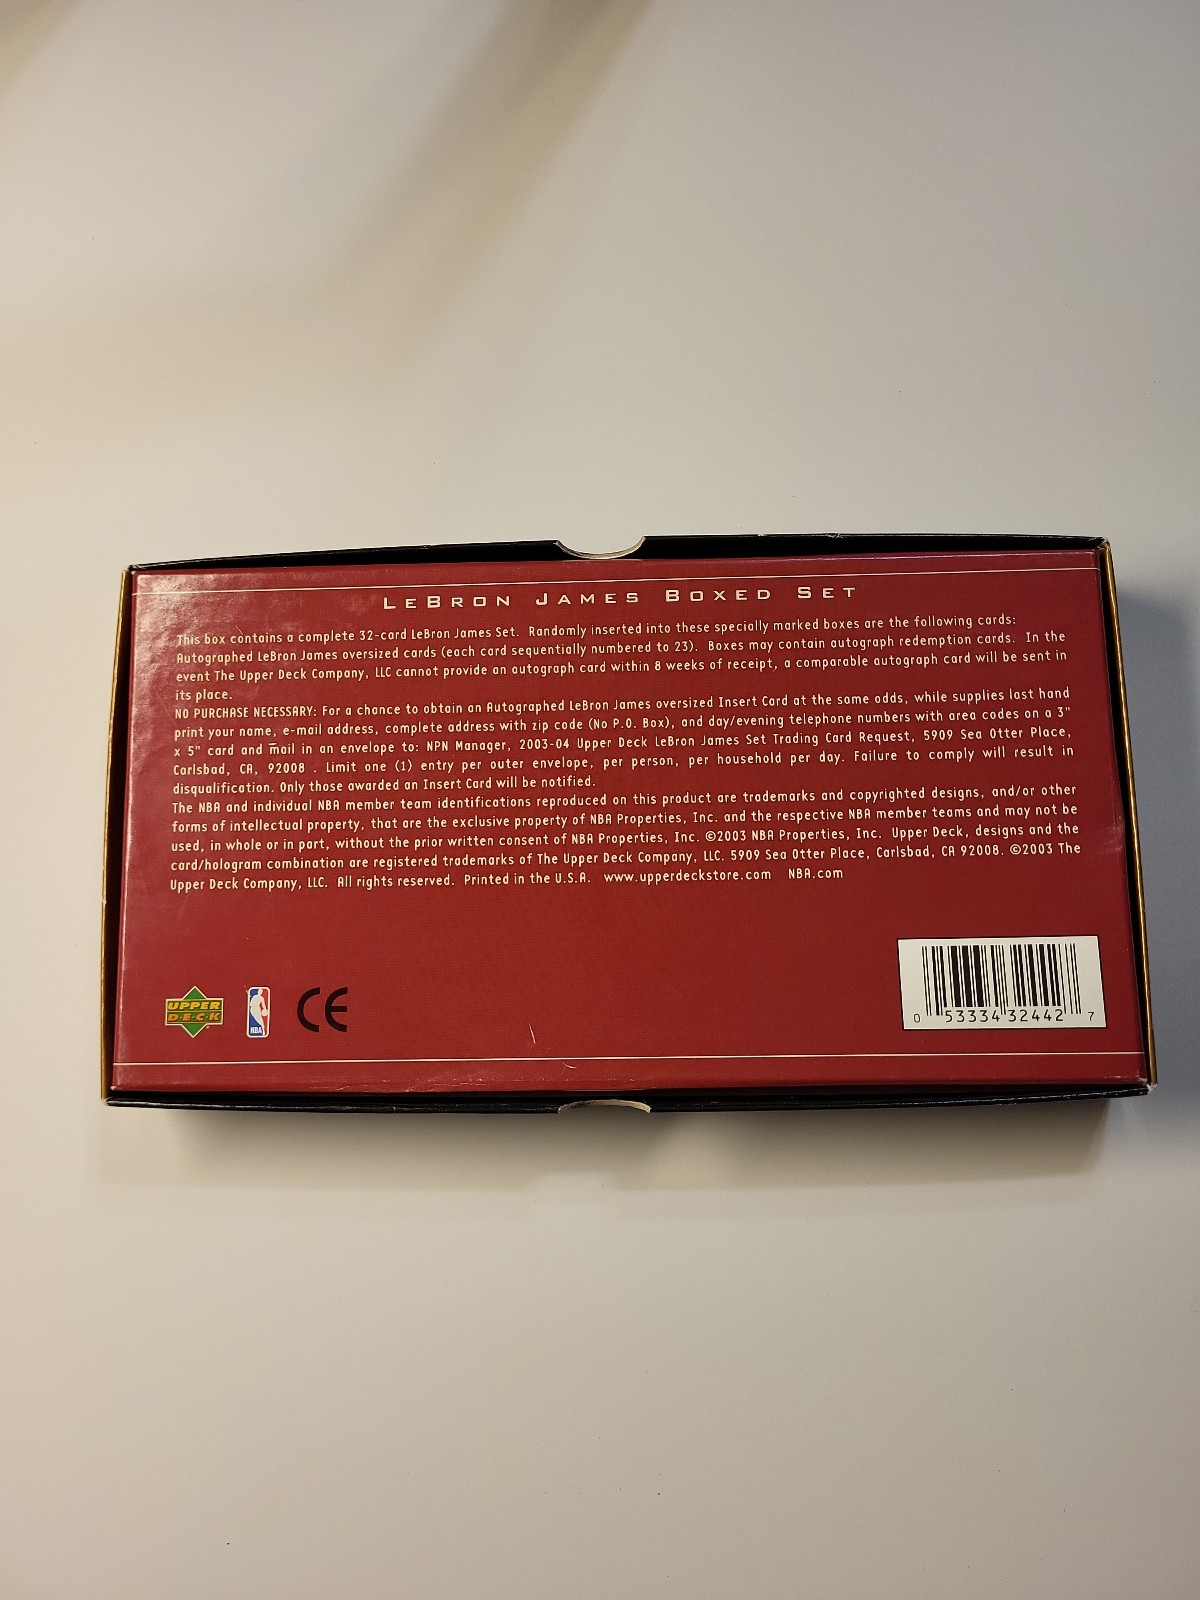 LeBron James Boxed Set
This box contains a complete 32-card LeBron James Set. Randomly inserted into these specially marked boxes are the following cards:
Autographed LeBron James oversized cards (each card sequentially numbered to 23). Boxes may contain autograph redemption cards. In the
event The Upper Deck Company, LLC cannot provide an autograph card within 8 weeks of receipt, a comparable autograph card will be sent in
its place.
NO PURCHASE NECESSARY: For a chance to obtain an Autographed LeBron James oversized Insert Card at the same odds, while supplies last hand
print your name, e-mail address, complete address with zip code (No P.O. Box), and day/evening telephone numbers with area codes on a 3"
x 5" card and mail in an envelope to: NPN Manager, 2003-04 Upper Deck LeBron James Set Trading Card Request, 5909 Sea Otter Place,
Carlsbad, CA, 92008 . Limit one (1) entry per outer envelope, per person, per household per day. Failure to comply will result in
disqualification. Only those awarded an Insert Card will be notified.
The NBA and individual NBA member team identifications reproduced on this product are trademarks and copyrighted designs, and/or other
forms of intellectual property, that are the exclusive property of NBA Properties, Inc. and the respective NBA member teams and may not be
used, in whole or in part, without the prior written consent of NBA Properties, Inc. ©2003 NBA Properties, Inc. Upper Deck, designs and the
card/hologram combination are registered trademarks of The Upper Deck Company, LLC. 5909 Sea Otter Place, Carlsbad, CA 92008. ©2003 The
Upper Deck Company, LLC. All rights reserved. Printed in the U.S.A. www.upperdeckstore.com NBA.com
UPPER
DECK
NBA
CE
0 53334 32442 7